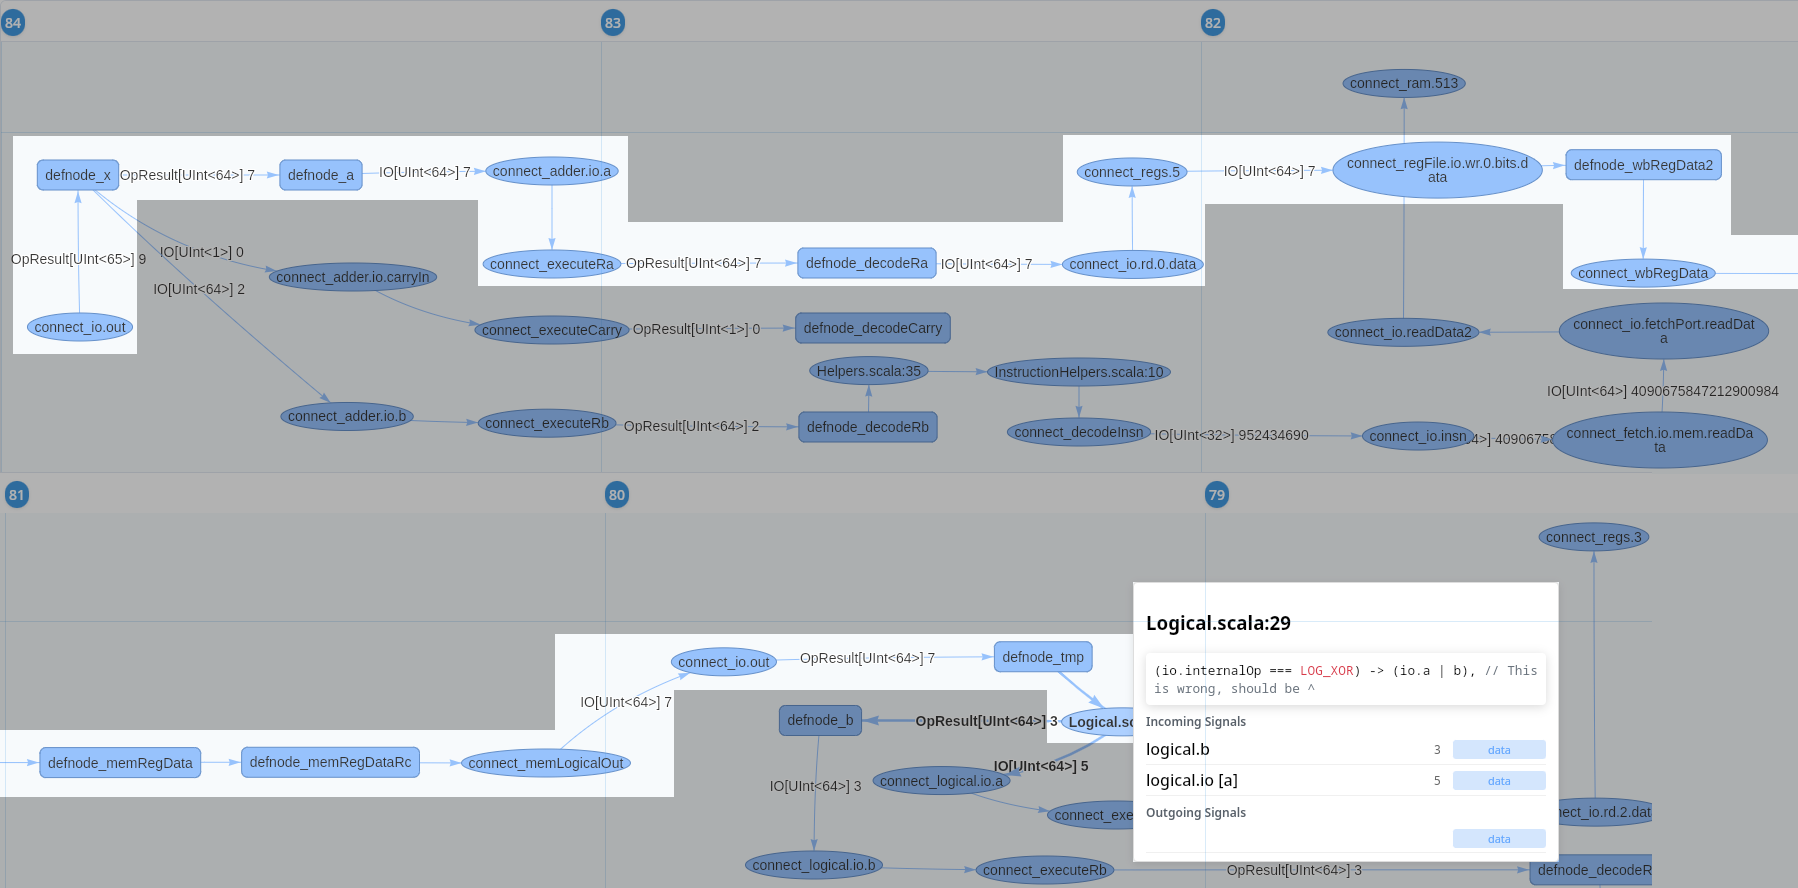 84
83
82
connect_ram.513
defnode_x
OpResult[UInt<64>] 7
defnode_a
IO[UInt<64>] 7
connect_adder.io.a
connect_regs.5
IO[UInt<64>] 7
connect_regFile.io.wr.0.bits.d
ata
defnode_wbRegData2
OpResult[UInt<65>] 9
IO[UInt<1>] 0
connect_executeRa
OpResult[UInt<64>] 7
defnode_decodeRa
IO[UInt<64>] 7
connect_io.rd.0.data
connect_wbRegData
connect_adder.io.carryIn
IO[UInt<64>] 2
connect_io.out
connect_executeCarry
OpResult[UInt<1>] 0
defnode_decodeCarry
connect_io.readData2
connect_io.fetchPort.readDat
a
Helpers.scala:35
InstructionHelpers.scala:10
IO[UInt<64>] 4090675847212900984
connect_adder.io.b
connect_executeRb
OpResult[UInt<64>] 2
defnode_decodeRb
connect_decodeInsn
IO[UInt<32>] 952434690
connect_io.insn
4>] 40906758
connect_fetch.io.mem.readDa
ta
81
80
79
connect_regs.3
connect_io.out
OpResult[UInt<64>] 7
defnode_tmp
IO[UInt<64>] 7
defnode_b
OpResult[UInt<64>] 3
Logical.sc
defnode_memRegData
defnode_memRegDataRc
connect_memLogicalOut
IO[UInt<64>] 5
connect_logical.io.a
IO[UInt<64>] 3
connect_exe
nect_io.rd.2.dat
connect_logical.io.b
connect_executeRb
OpResult[UInt<64>] 3
defnode_decodeR
Logical.scala:29
(io.internalOp === LOG_XOR) -> (io.a | b), // This
is wrong, should be ^
Incoming Signals
logical.b 3 data
logical.io [a] 5 data
Outgoing Signals
data